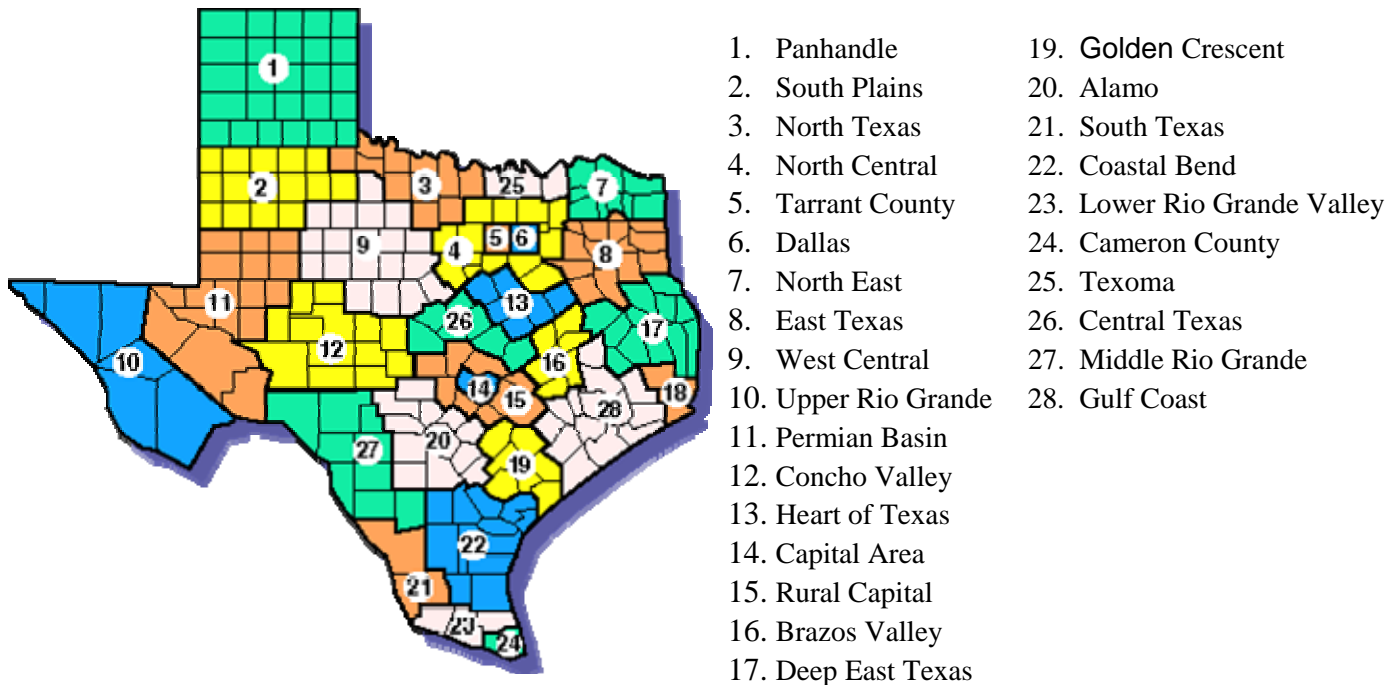 1
2
3
25
7
9
4
5
6
8
11
13
10
12
26
17
16
14
15
18
28
20
27
19
22
21
23
24
1. Panhandle
2. South Plains
3. North Texas
4. North Central
5. Tarrant County
6. Dallas
7. North East
8. East Texas
9. West Central
10. Upper Rio Grande
11. Permian Basin
12. Concho Valley
13. Heart of Texas
14. Capital Area
15. Rural Capital
16. Brazos Valley
17. Deep East Texas
19. Golden Crescent
20. Alamo
21. South Texas
22. Coastal Bend
23. Lower Rio Grande Valley
24. Cameron County
25. Texoma
26. Central Texas
27. Middle Rio Grande
28. Gulf Coast